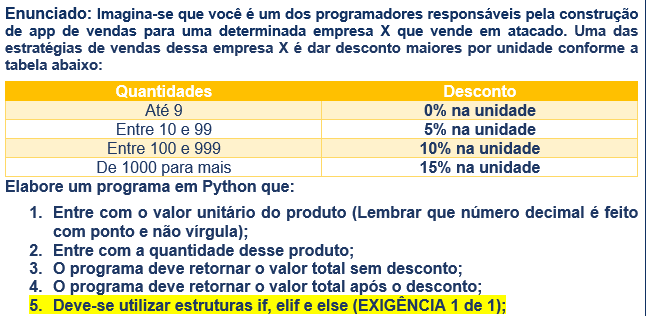 Enunciado: Imagina-se que você é um dos programadores responsáveis pela construção
de app de vendas para uma determinada empresa X que vende em atacado. Uma das
estratégias de vendas dessa empresa X é dar desconto maiores por unidade conforme a
tabela abaixo:
Quantidades Desconto
Até 9 0% na unidade
Entre 10 e 99 5% na unidade
Entre 100 e 999 10% na unidade
De 1000 para mais 15% na unidade
Elabore um programa em Python que:
1. Entre com o valor unitário do produto (Lembrar que número decimal é feito
com ponto e não vírgula);
2. Entre com a quantidade desse produto;
3. O programa deve retornar o valor total sem desconto;
4. O programa deve retornar o valor total após o desconto;
5. Deve-se utilizar estruturas if, elif e else (EXIGÊNCIA 1 de 1);